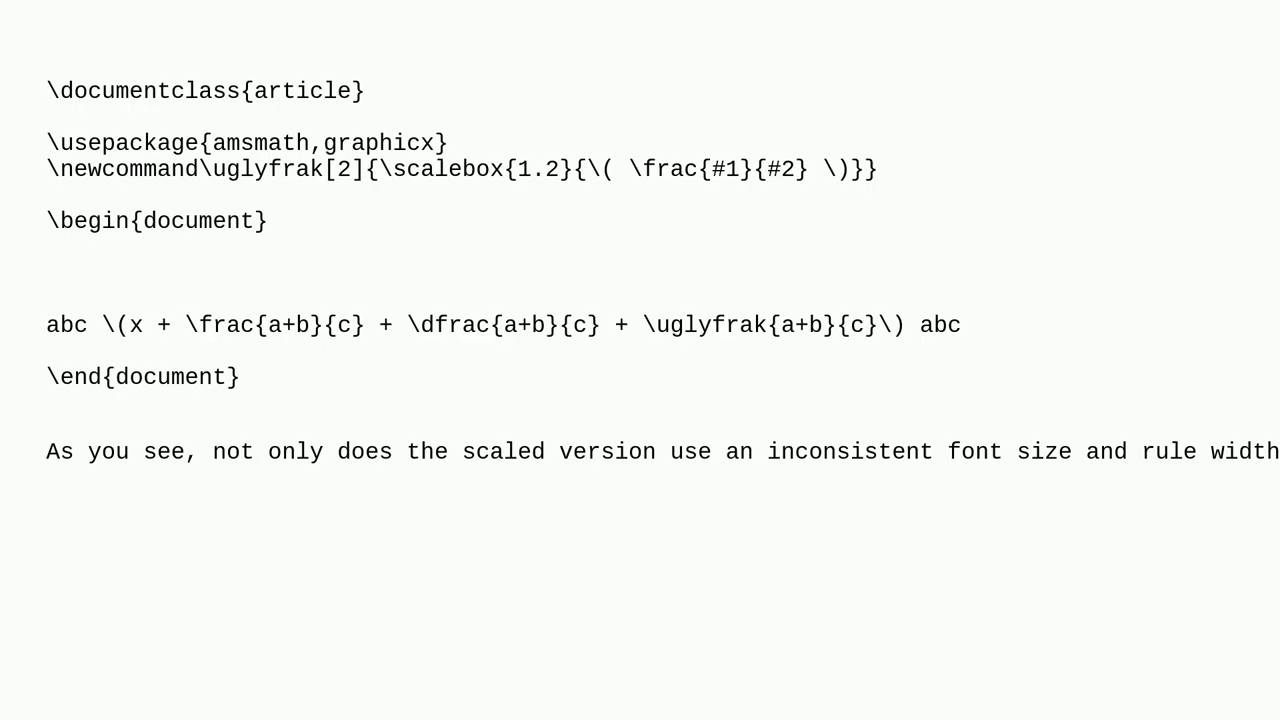 \documentclass{article}
\usepackage{amsmath,graphicx}
\newcommand\uglyfrak[2]{\scalebox{1.2}{\( \frac{#1}{#2} \)}}
\begin{document}
abc \(x + \frac{a+b}{c} + \dfrac{a+b}{c} + \uglyfrak{a+b}{c}\) abc
\end{document}
As you see, not only does the scaled version use an inconsistent font size and rule width